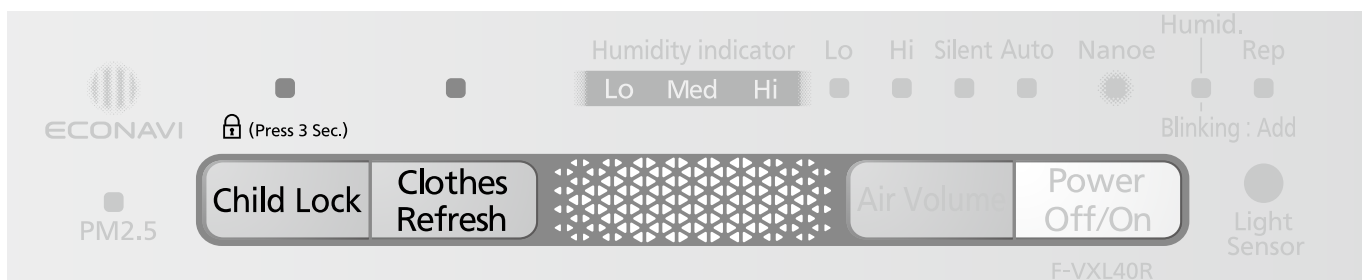 Humid.
Humidity indicator Lo Hi Silent Auto Nanoe Rep
Lo Med Hi
ECONAVI (Press 3 Sec.) Blinking : Add
Child Lock Clothes Refresh Air Volume Power Off/On
PM2.5 Light Sensor
F-VXL40R